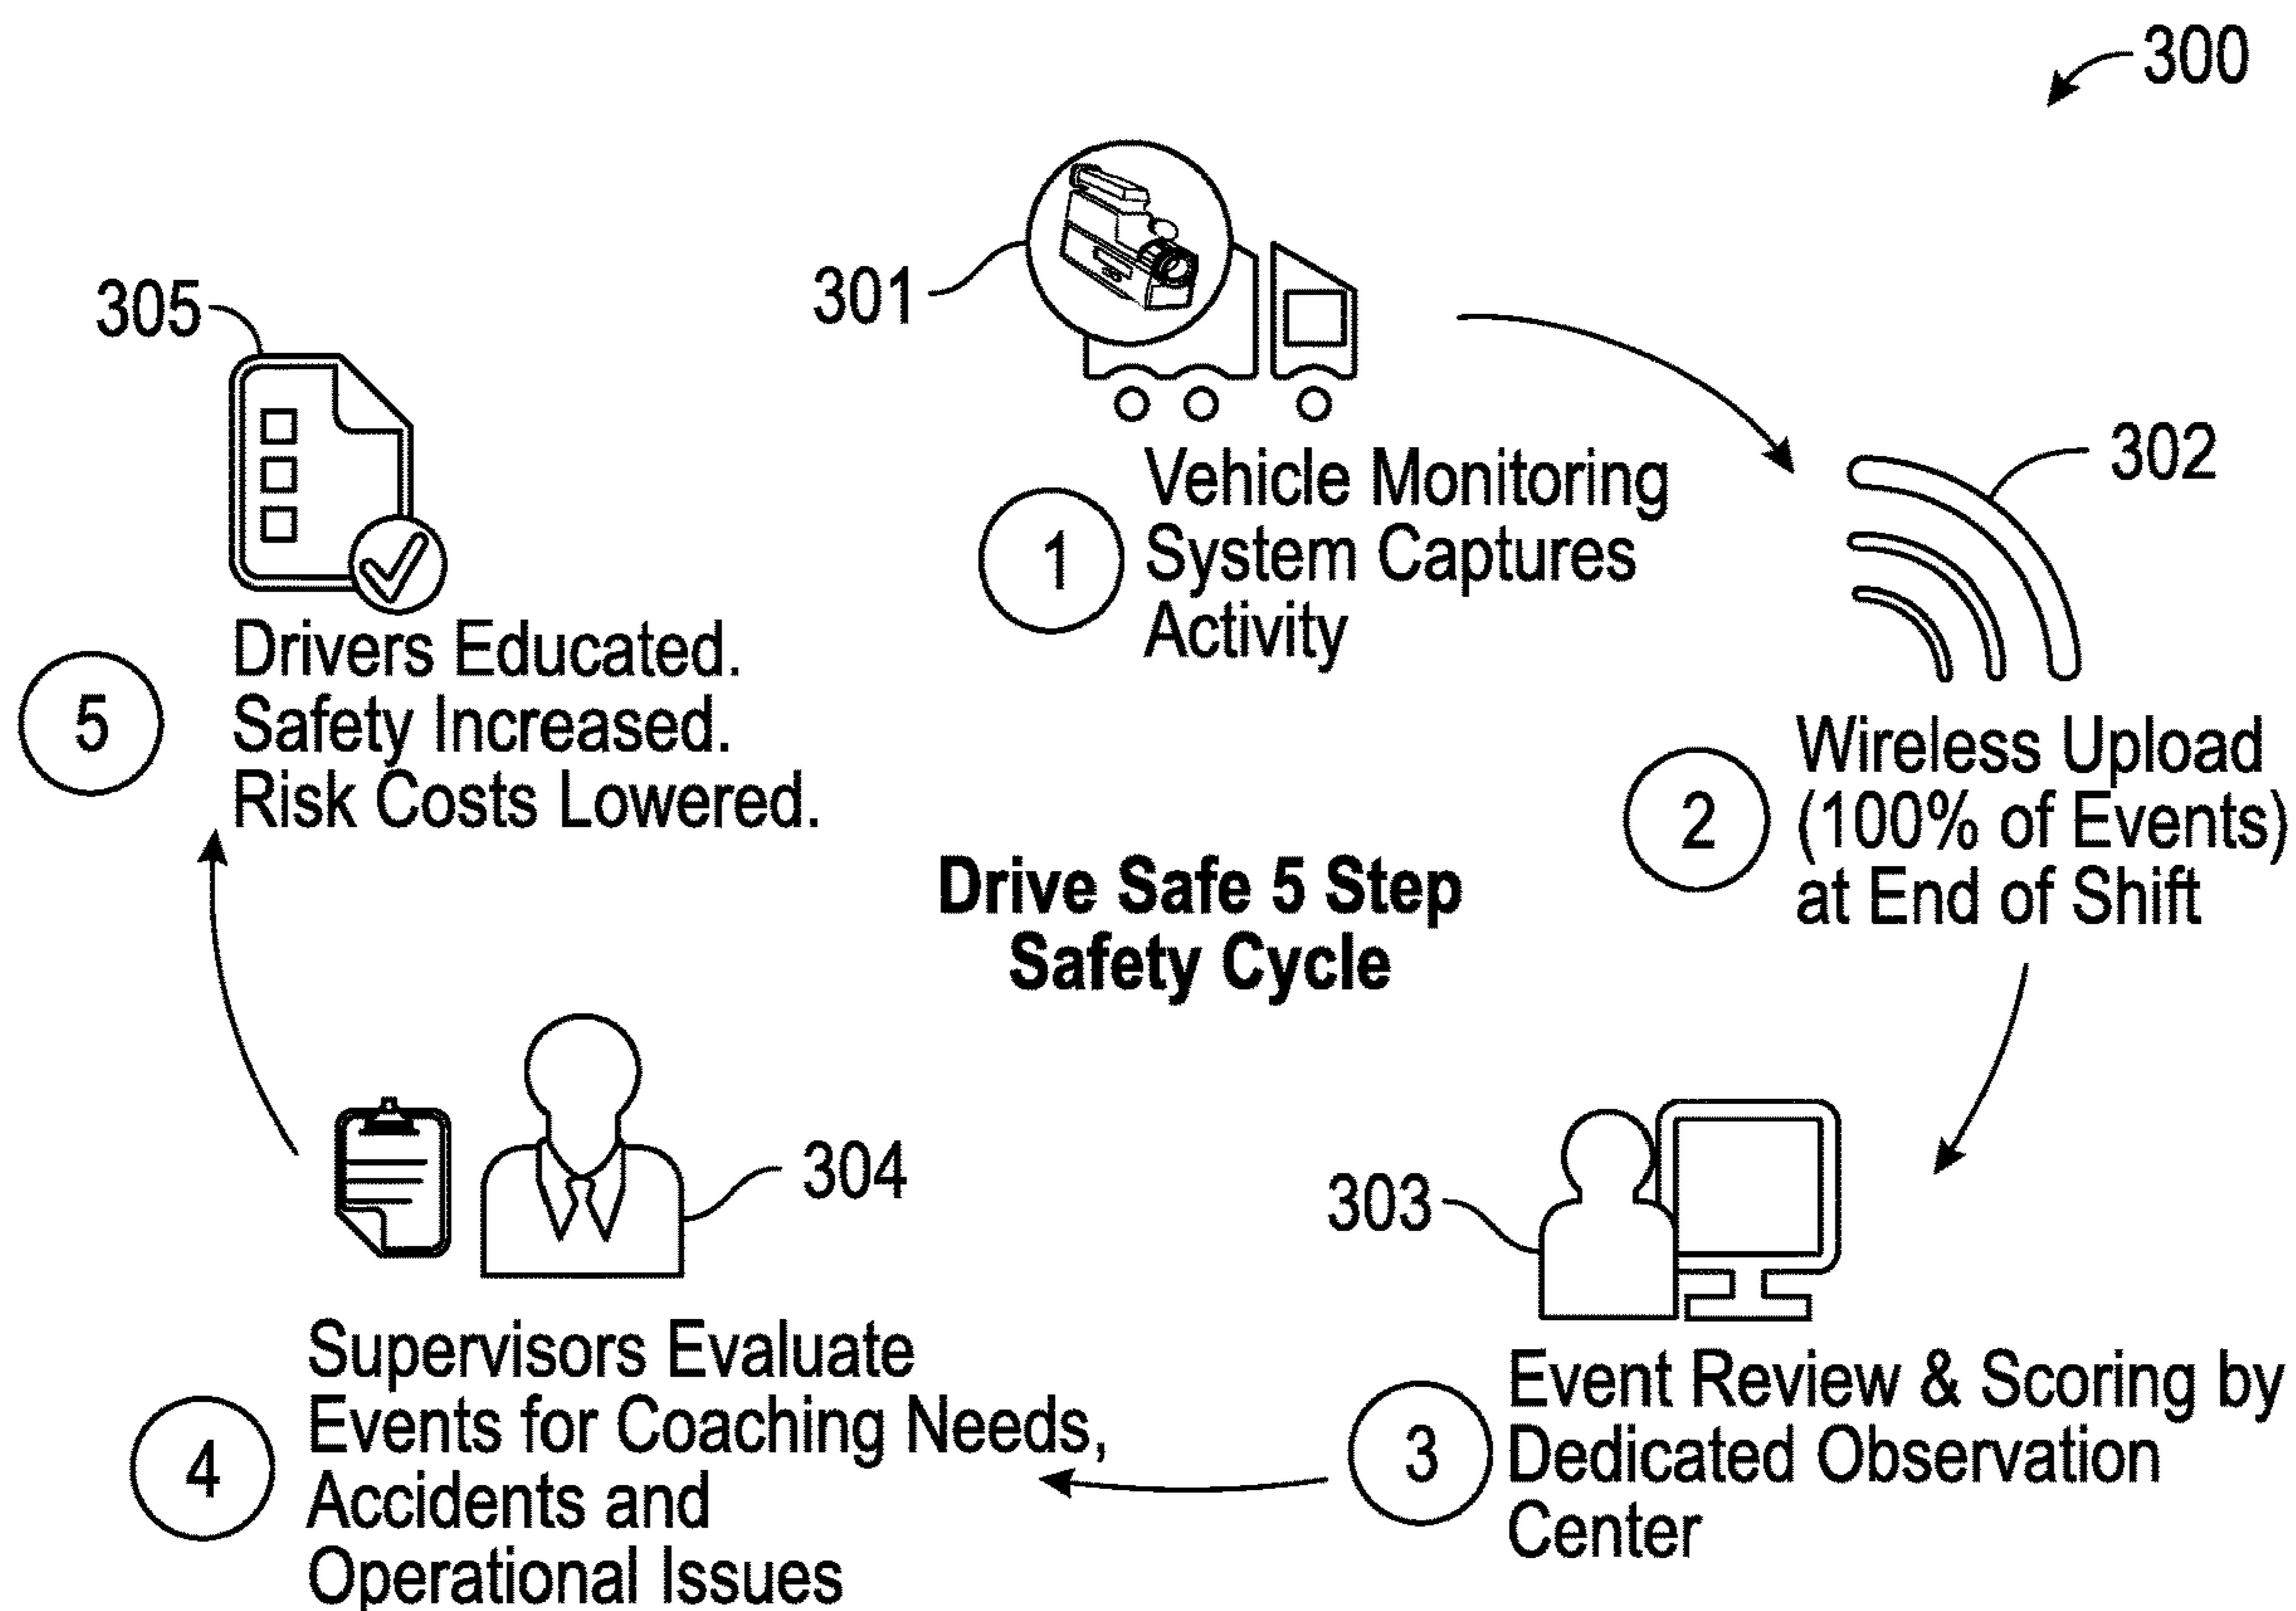 300
301
1
Vehicle Monitoring
System Captures
Activity
302
2
Wireless Upload
(100% of Events)
at End of Shift
303
3
Event Review & Scoring by
Dedicated Observation
Center
304
4
Supervisors Evaluate
Events for Coaching Needs,
Accidents and
Operational Issues
305
5
Drivers Educated.
Safety Increased.
Risk Costs Lowered.
Drive Safe 5 Step
Safety Cycle